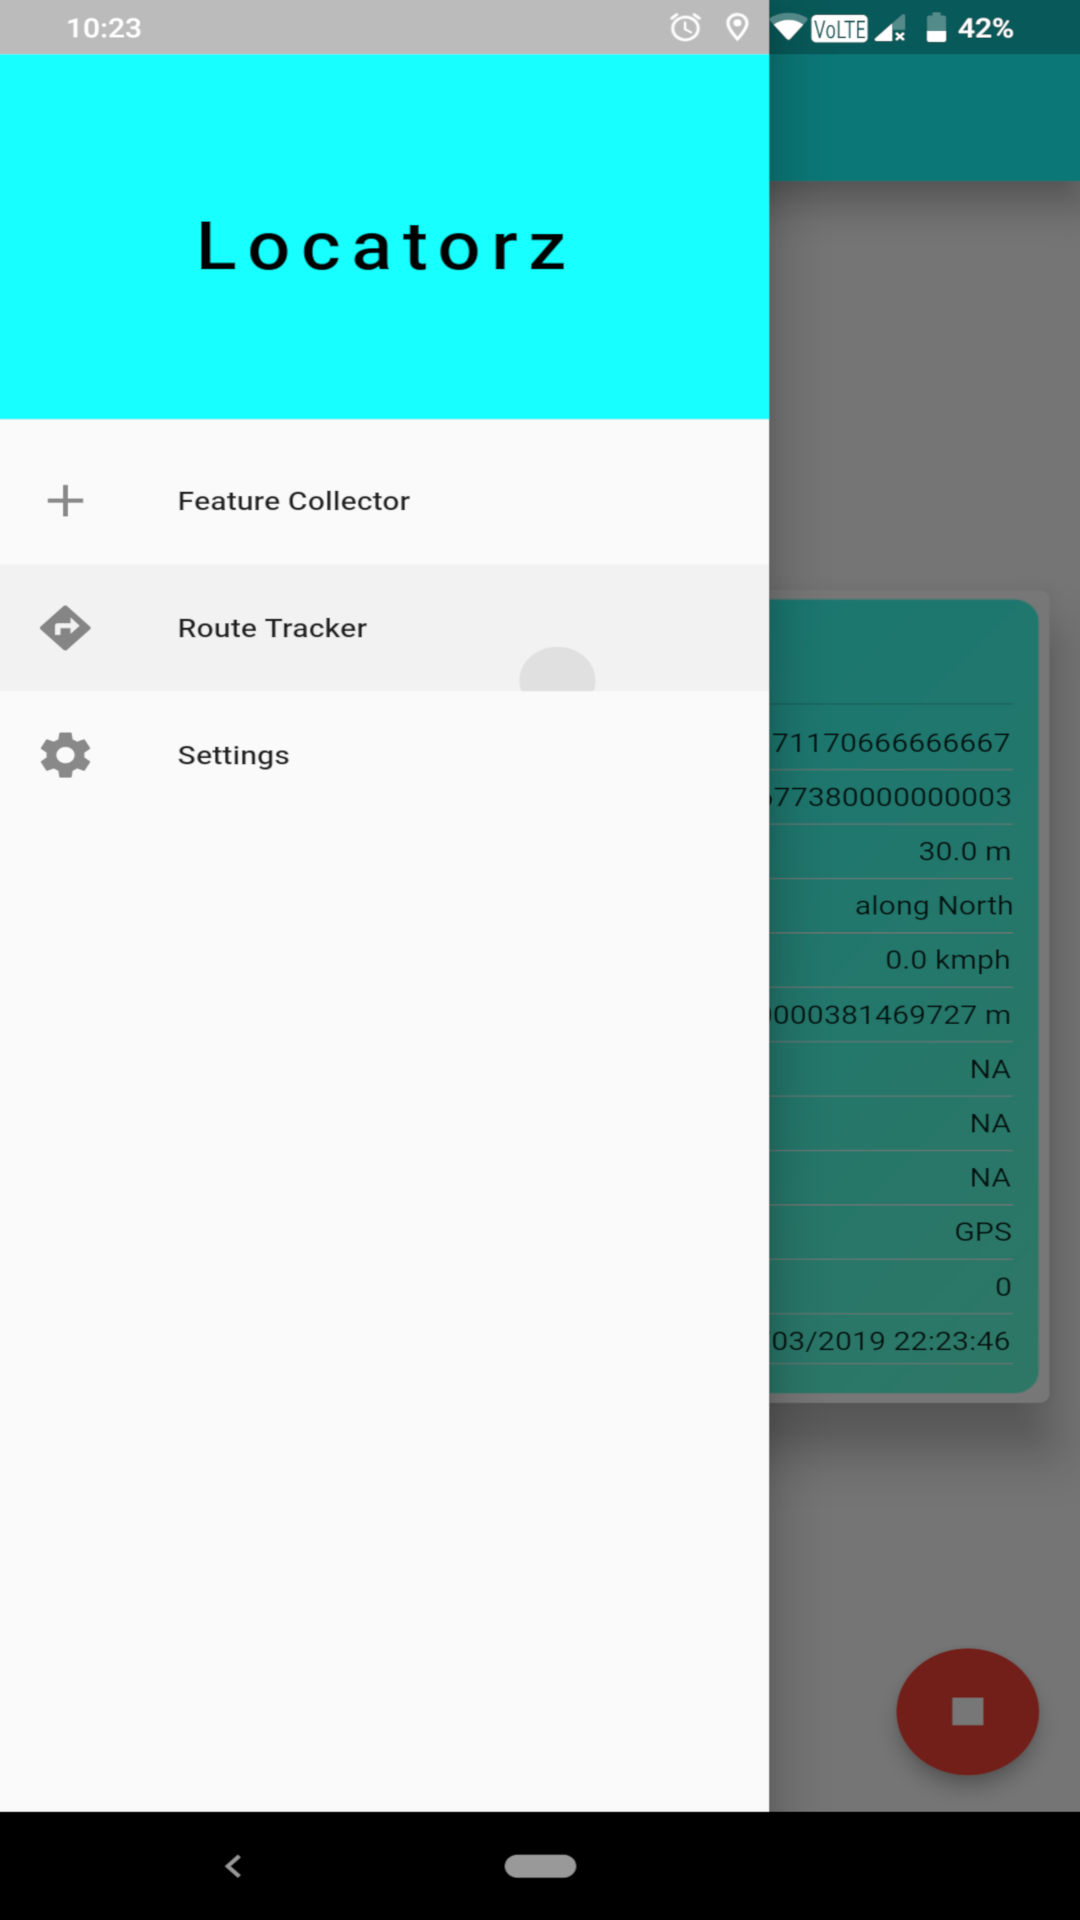 10:23 VoLTE 42%
Locatorz
Feature Collector
Route Tracker
Settings
71170666666667
77380000000003
30.0 m
along North
0.0 kmph
000381469727 m
NA
NA
NA
GPS
0
03/2019 22:23:46